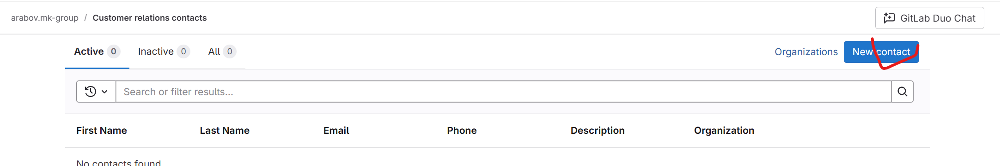 arabov.mk-group / Customer relations contacts
GitLab Duo Chat
Active 0 Inactive 0 All 0
Organizations New contact
Search or filter results...
First Name Last Name Email Phone Description Organization
No contacts found